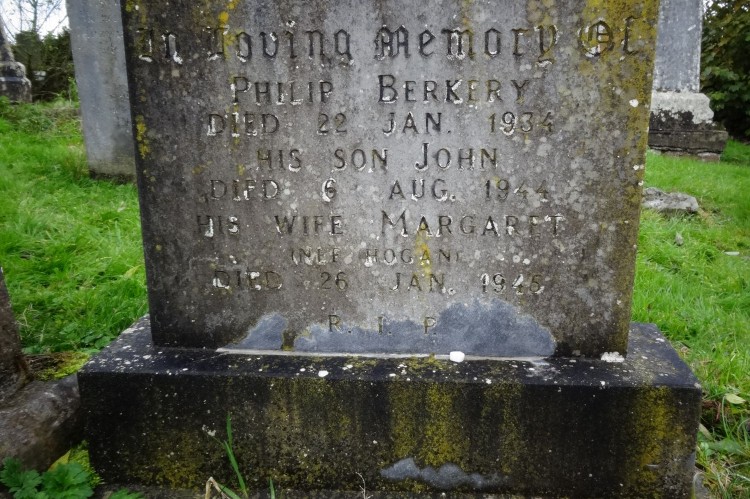 In Loving Memory Of
PHILIP BERKERY
DIED 22 JAN. 1934
HIS SON JOHN
DIED 6 AUG. 1944
HIS WIFE MARGARET
(NEE HOGAN)
DIED 26 JAN. 1945
R. I. P.